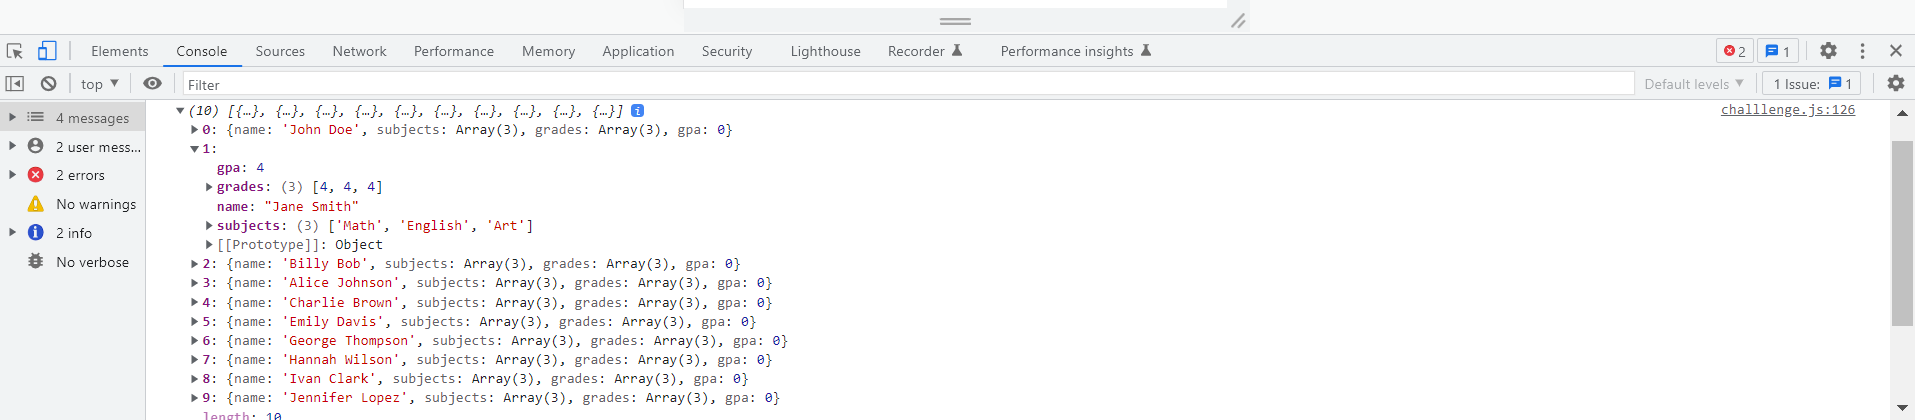 Elements Console Sources Network Performance Memory Application Security Lighthouse Recorder Performance insights 2 1
top Filter Default levels 1 Issue: 1
4 messages
2 user mess...
2 errors
No warnings
2 info
No verbose
(10) [{…}, {…}, {…}, {…}, {…}, {…}, {…}, {…}, {…}, {…}] i challlenge.js:126
0: {name: 'John Doe', subjects: Array(3), grades: Array(3), gpa: 0}
1:
gpa: 4
grades: (3) [4, 4, 4]
name: "Jane Smith"
subjects: (3) ['Math', 'English', 'Art']
[[Prototype]]: Object
2: {name: 'Billy Bob', subjects: Array(3), grades: Array(3), gpa: 0}
3: {name: 'Alice Johnson', subjects: Array(3), grades: Array(3), gpa: 0}
4: {name: 'Charlie Brown', subjects: Array(3), grades: Array(3), gpa: 0}
5: {name: 'Emily Davis', subjects: Array(3), grades: Array(3), gpa: 0}
6: {name: 'George Thompson', subjects: Array(3), grades: Array(3), gpa: 0}
7: {name: 'Hannah Wilson', subjects: Array(3), grades: Array(3), gpa: 0}
8: {name: 'Ivan Clark', subjects: Array(3), grades: Array(3), gpa: 0}
9: {name: 'Jennifer Lopez', subjects: Array(3), grades: Array(3), gpa: 0}
length: 10